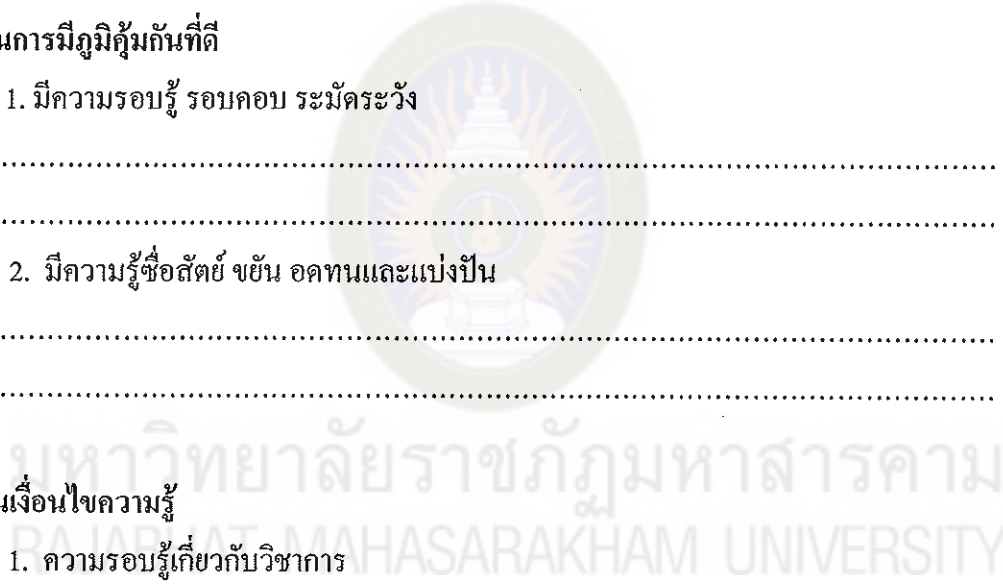 นการมีภูมิคุ้มกันที่ดี
1. มีความรอบรู้ รอบคอบ ระมัดระวัง
........................................................................
........................................................................
2. มีความรู้ซื่อสัตย์ ขยัน อดทนและแบ่งปัน
........................................................................
........................................................................
มหาวิทยาลัยราชภัฏมหาสารคาม
นเงื่อนไขความรู้
RAJABHAT MAHASARAKHAM UNIVERSITY
1. ความรอบรู้เกี่ยวกับวิชาการ